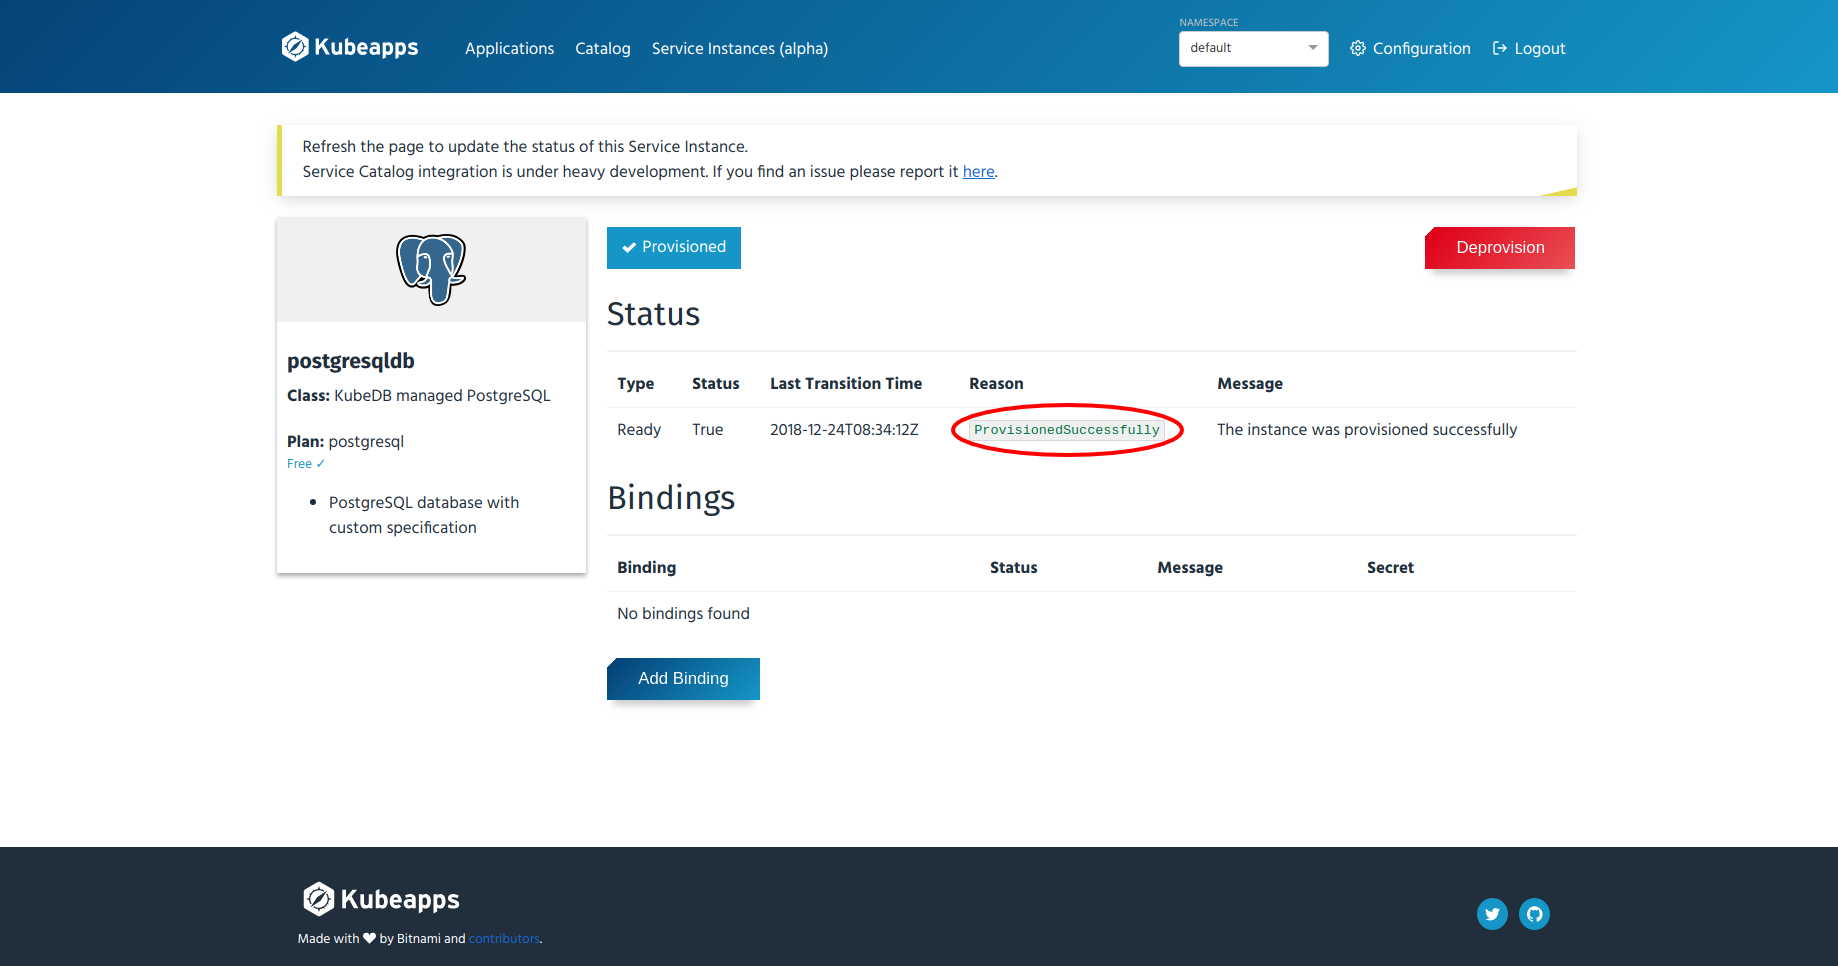 Kubeapps Applications Catalog Service Instances (alpha) NAMESPACE default Configuration Logout
Refresh the page to update the status of this Service Instance.
Service Catalog integration is under heavy development. If you find an issue please report it here.
Provisioned Deprovision
postgresqldb
Class: KubeDB managed PostgreSQL
Plan: postgresql
Free ✓
• PostgreSQL database with
custom specification
Status
Type Status Last Transition Time Reason Message
Ready True 2018-12-24T08:34:12Z ProvisionedSuccessfully The instance was provisioned successfully
Bindings
Binding Status Message Secret
No bindings found
Add Binding
Kubeapps
Made with ❤ by Bitnami and contributors.